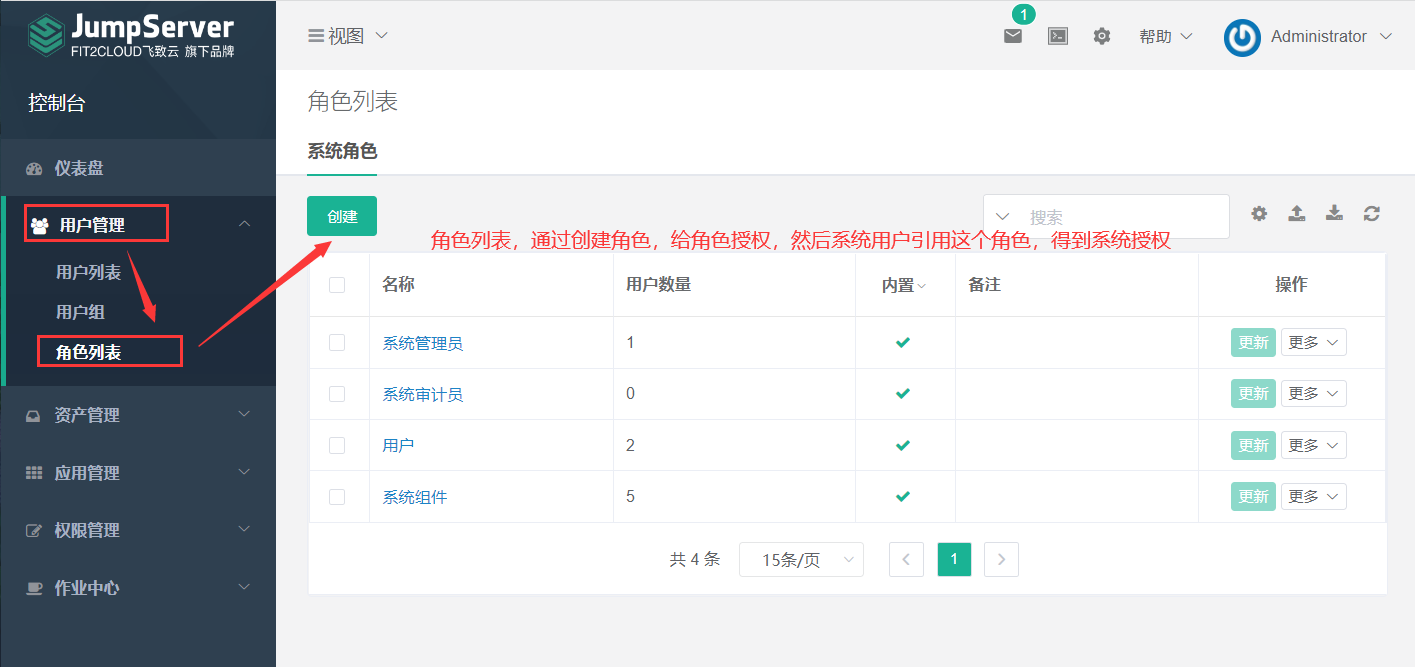 JumpServer
FIT2CLOUD飞致云 旗下品牌
控制台
仪表盘
用户管理
用户列表
用户组
角色列表
资产管理
应用管理
权限管理
作业中心
视图
1
帮助
Administrator
角色列表
系统角色
创建
搜索
角色列表，通过创建角色，给角色授权，然后系统用户引用这个角色，得到系统授权
名称 用户数量 内置 备注 操作
系统管理员 1 更新 更多
系统审计员 0 更新 更多
用户 2 更新 更多
系统组件 5 更新 更多
共 4 条 15条/页 1